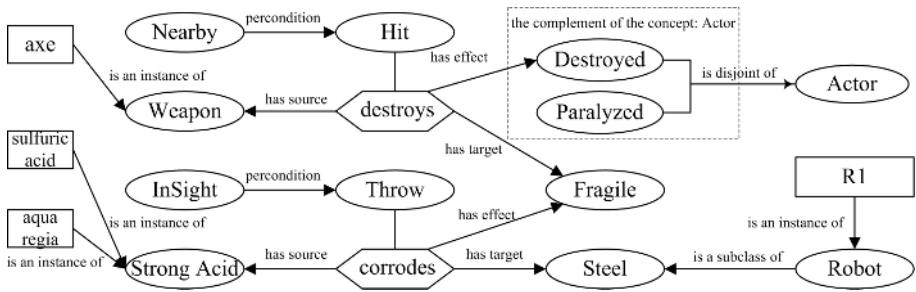 the complement of the concept: Actor
axe
Nearby
percondition
Hit
has effect
Destroyed
is disjoint of
Actor
is an instance of
Weapon
has source
destroys
Paralyzed
sulfuric
acid
has target
InSight
percondition
Throw
Fragile
R1
aqua
regia
is an instance of
has effect
is an instance of
is an instance of
Strong Acid
has source
corrodes
has target
Steel
is a subclass of
Robot